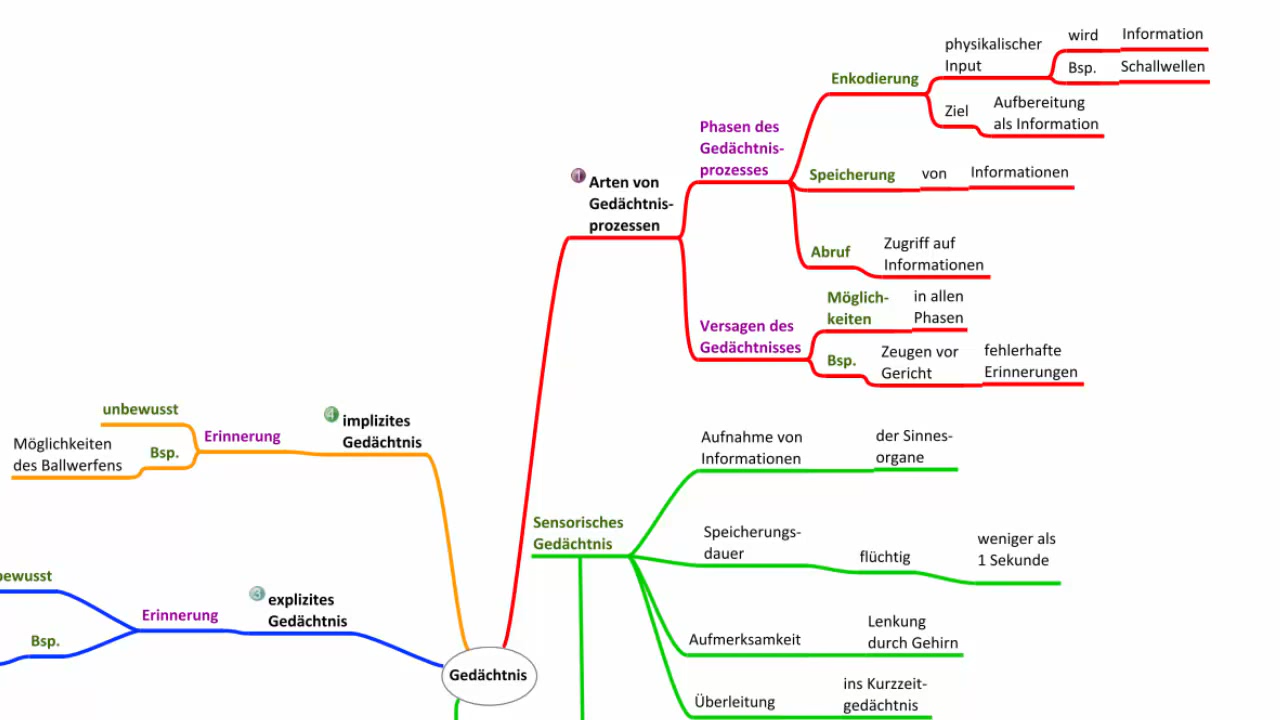 physikalischer
Input
wird
Information
Bsp.
Schallwellen
Enkodierung
Ziel
Aufbereitung
als Information
Phasen des
Gedächtnis-
prozesses
Speicherung
von
Informationen
1
Arten von
Gedächtnis-
prozessen
Abruf
Zugriff auf
Informationen
Versagen des
Gedächtnisses
Möglich-
keiten
in allen
Phasen
Bsp.
Zeugen vor
Gericht
fehlerhafte
Erinnerungen
4
implizites
Gedächtnis
Erinnerung
unbewusst
Bsp.
Möglichkeiten
des Ballwerfens
Sensorisches
Gedächtnis
Aufnahme von
Informationen
der Sinnes-
organe
Speicherungs-
dauer
flüchtig
weniger als
1 Sekunde
Aufmerksamkeit
Lenkung
durch Gehirn
Überleitung
ins Kurzzeit-
gedächtnis
3
explizites
Gedächtnis
Erinnerung
bewusst
Bsp.
Gedächtnis